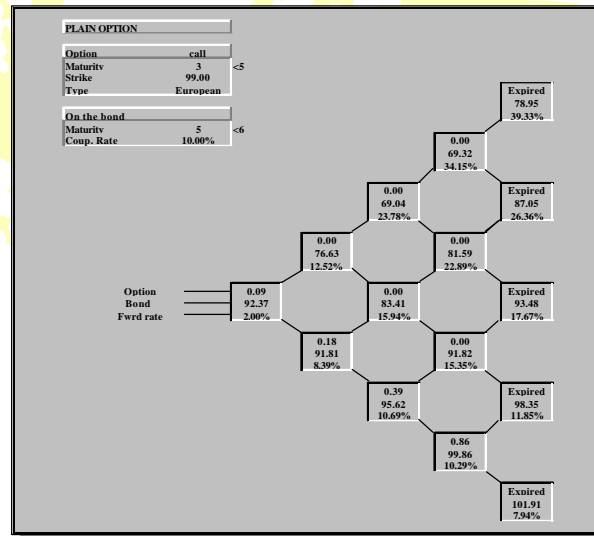 PLAIN OPTION
Option call
Maturity 3 <5
Strike 99.00
Type European
On the bond
Maturity 5 <6
Coup. Rate 10.00%
Expired
78.95
39.33%
0.00
69.32
34.15%
0.00
69.04
23.78%
Expired
87.05
26.36%
0.00
76.63
12.52%
0.00
81.59
22.89%
Option
Bond
Fwrd rate
0.09
92.37
2.00%
0.00
83.41
15.94%
Expired
93.48
17.67%
0.18
91.81
8.39%
0.00
91.82
15.35%
0.39
95.62
10.69%
Expired
98.35
11.85%
0.86
99.86
10.29%
Expired
101.91
7.94%